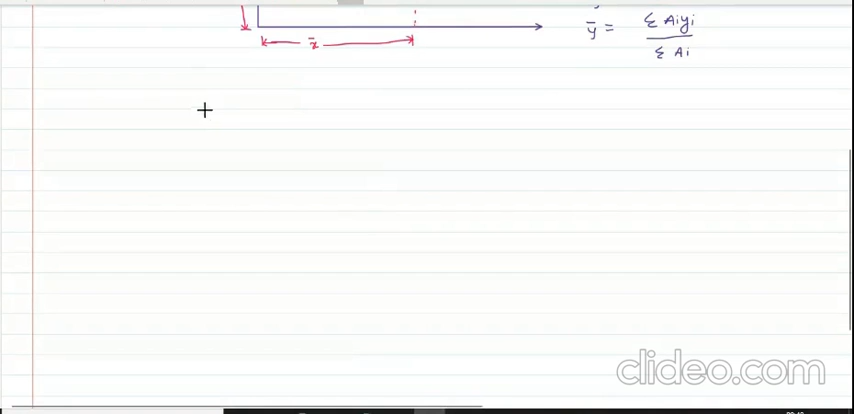 x̄
ȳ = Σ Aiyi / Σ Ai
clideo.com